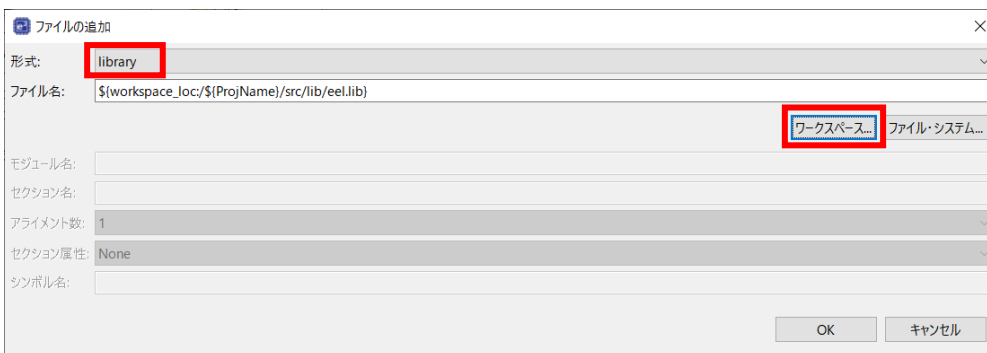 ファイルの追加
形式: library
ファイル名: ${workspace_loc:/${ProjName}/src/lib/eel.lib}
ワークスペース... ファイル・システム...
モジュール名:
セクション名:
アライメント数: 1
セクション属性: None
シンボル名:
OK キャンセル